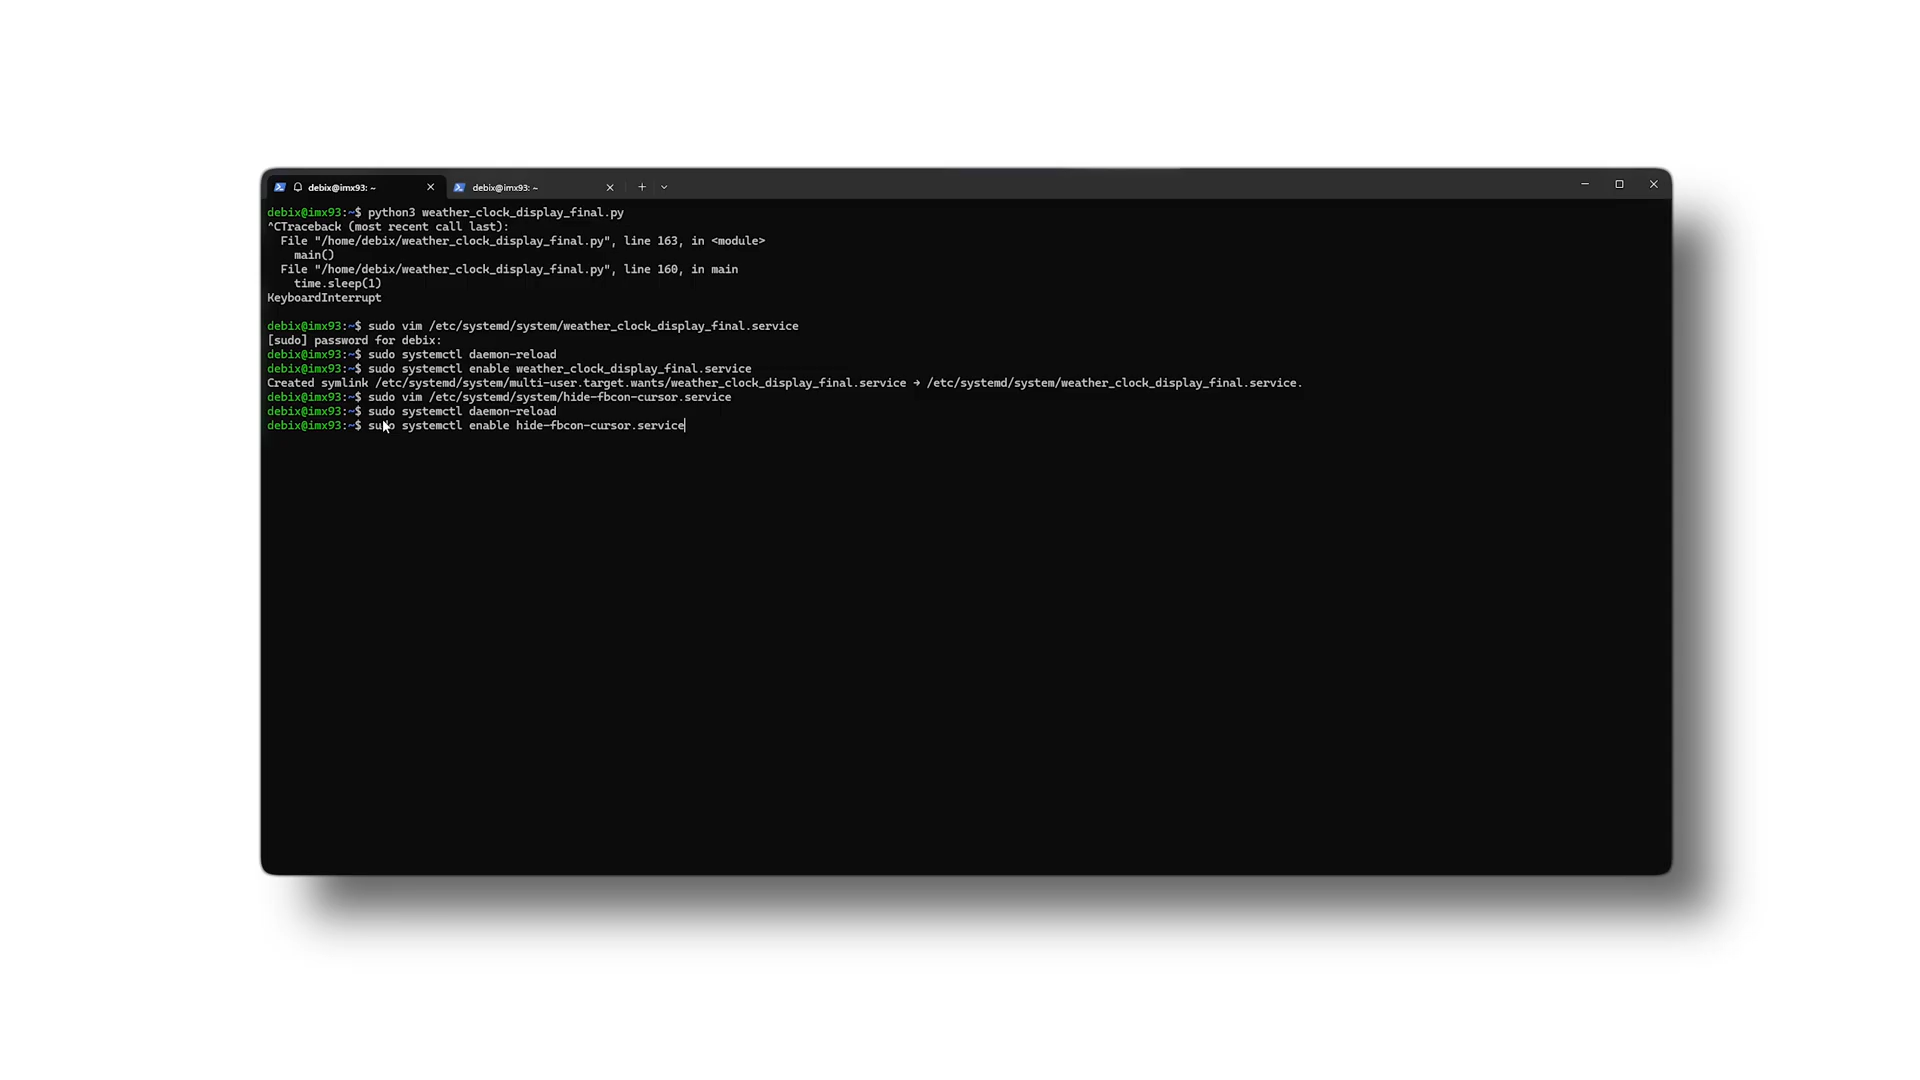 debix@imx93: ~
debix@imx93: ~
debix@imx93:~$ python3 weather_clock_display_final.py
^CTraceback (most recent call last):
  File "/home/debix/weather_clock_display_final.py", line 163, in <module>
    main()
  File "/home/debix/weather_clock_display_final.py", line 160, in main
    time.sleep(1)
KeyboardInterrupt
debix@imx93:~$ sudo vim /etc/systemd/system/weather_clock_display_final.service
[sudo] password for debix:
debix@imx93:~$ sudo systemctl daemon-reload
debix@imx93:~$ sudo systemctl enable weather_clock_display_final.service
Created symlink /etc/systemd/system/multi-user.target.wants/weather_clock_display_final.service → /etc/systemd/system/weather_clock_display_final.service.
debix@imx93:~$ sudo vim /etc/systemd/system/hide-fbcon-cursor.service
debix@imx93:~$ sudo systemctl daemon-reload
debix@imx93:~$ sudo systemctl enable hide-fbcon-cursor.service